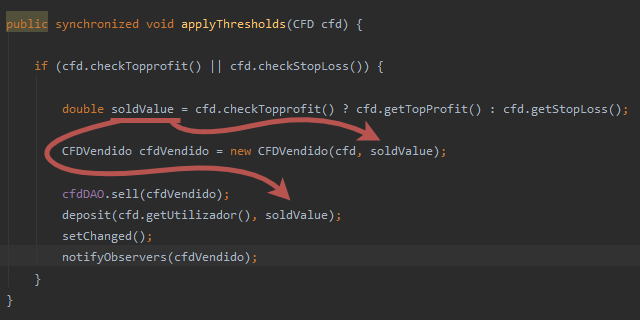 public synchronized void applyThresholds(CFD cfd) {
if (cfd.checkTopprofit() || cfd.checkStopLoss()) {
double soldValue = cfd.checkTopprofit() ? cfd.getTopProfit() : cfd.getStopLoss();
CFDVendido cfdVendido = new CFDVendido(cfd, soldValue);
cfdDAO.sell(cfdVendido);
deposit(cfd.getUtilizador(), soldValue);
setChanged();
notifyObservers(cfdVendido);
}
}